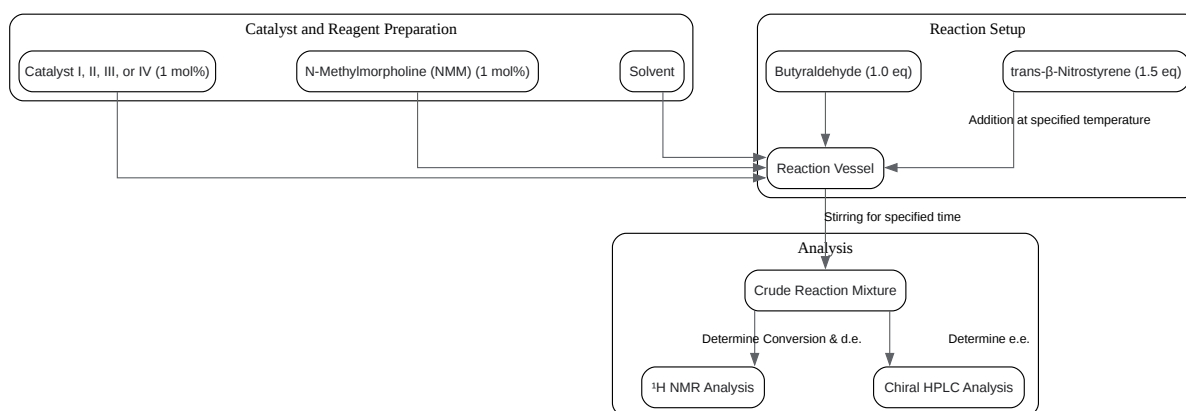 Catalyst and Reagent Preparation
Catalyst I, II, III, or IV (1 mol%)
N-Methylmorpholine (NMM) (1 mol%)
Solvent
Reaction Setup
Butyraldehyde (1.0 eq)
trans-β-Nitrostyrene (1.5 eq)
Addition at specified temperature
Reaction Vessel
Stirring for specified time
Analysis
Crude Reaction Mixture
Determine Conversion & d.e.
Determine e.e.
¹H NMR Analysis
Chiral HPLC Analysis